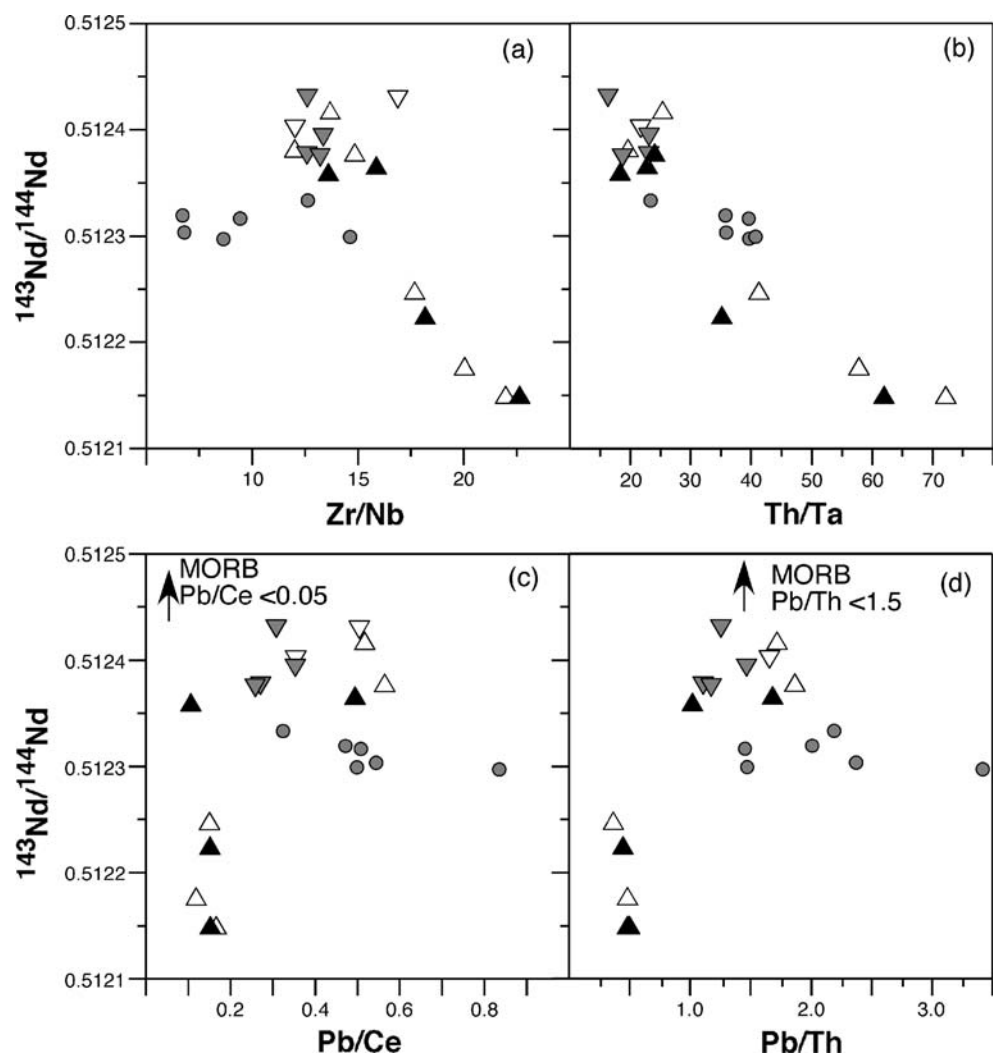 (a)
0.5125
0.5124
0.5123
0.5122
0.5121
143Nd/144Nd
10
15
20
Zr/Nb
(b)
20
30
40
50
60
70
Th/Ta
MORB
Pb/Ce <0.05
(c)
0.5125
0.5124
0.5123
0.5122
0.5121
143Nd/144Nd
0.2
0.4
0.6
0.8
Pb/Ce
MORB
Pb/Th <1.5
(d)
1.0
2.0
3.0
Pb/Th